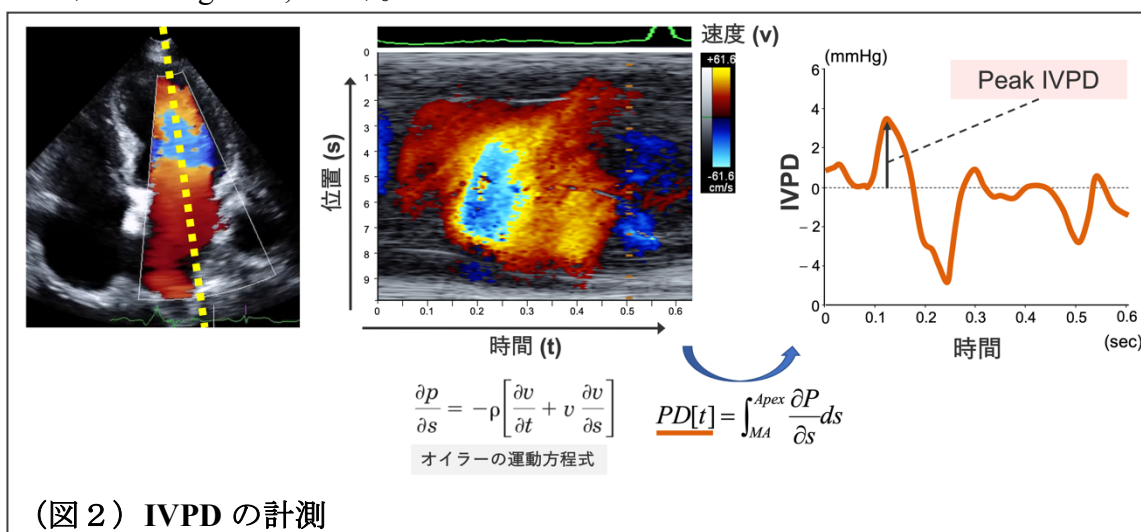 速度 (v)
+61.6
-61.6
cm/s
位置 (s)
0
1
2
3
4
5
6
7
8
9
0
0.1
0.2
0.3
0.4
0.5
0.6
時間 (t)
(mmHg)
Peak IVPD
IVPD
6
4
2
0
− 2
− 4
6
0
0.1
0.2
0.3
0.4
0.5
0.6
(sec)
時間
∂p/∂s = −ρ[∂v/∂t + v ∂v/∂s]
オイラーの運動方程式
PD[t] = ∫_{MA}^{Apex} ∂P/∂s ds
（図２）IVPD の計測